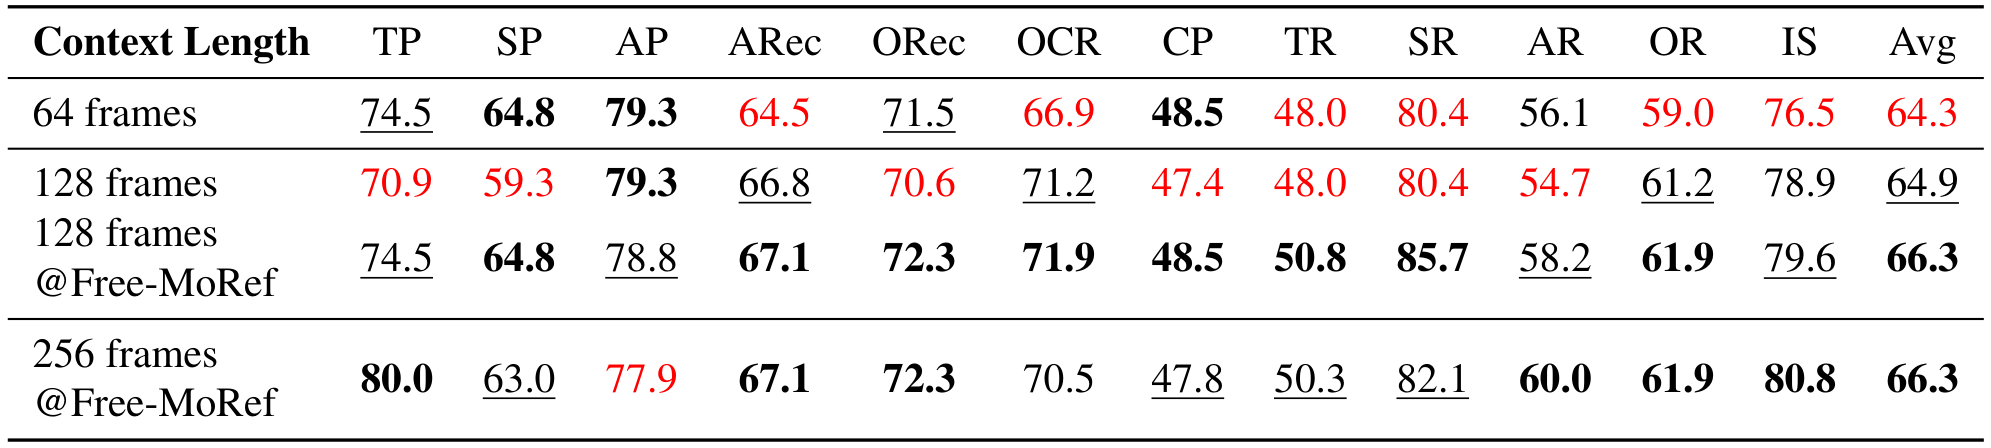 Context Length TP SP AP ARec ORec OCR CP TR SR AR OR IS Avg
64 frames 74.5 64.8 79.3 64.5 71.5 66.9 48.5 48.0 80.4 56.1 59.0 76.5 64.3
128 frames 70.9 59.3 79.3 66.8 70.6 71.2 47.4 48.0 80.4 54.7 61.2 78.9 64.9
128 frames
@Free-MoRef 74.5 64.8 78.8 67.1 72.3 71.9 48.5 50.8 85.7 58.2 61.9 79.6 66.3
256 frames
@Free-MoRef 80.0 63.0 77.9 67.1 72.3 70.5 47.8 50.3 82.1 60.0 61.9 80.8 66.3